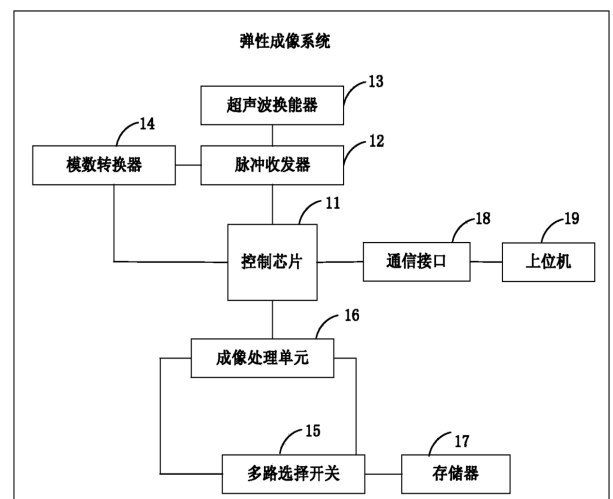 弹性成像系统
13
超声波换能器
14
12
模数转换器
脉冲收发器
11
18
19
控制芯片
通信接口
上位机
16
成像处理单元
15
17
多路选择开关
存储器